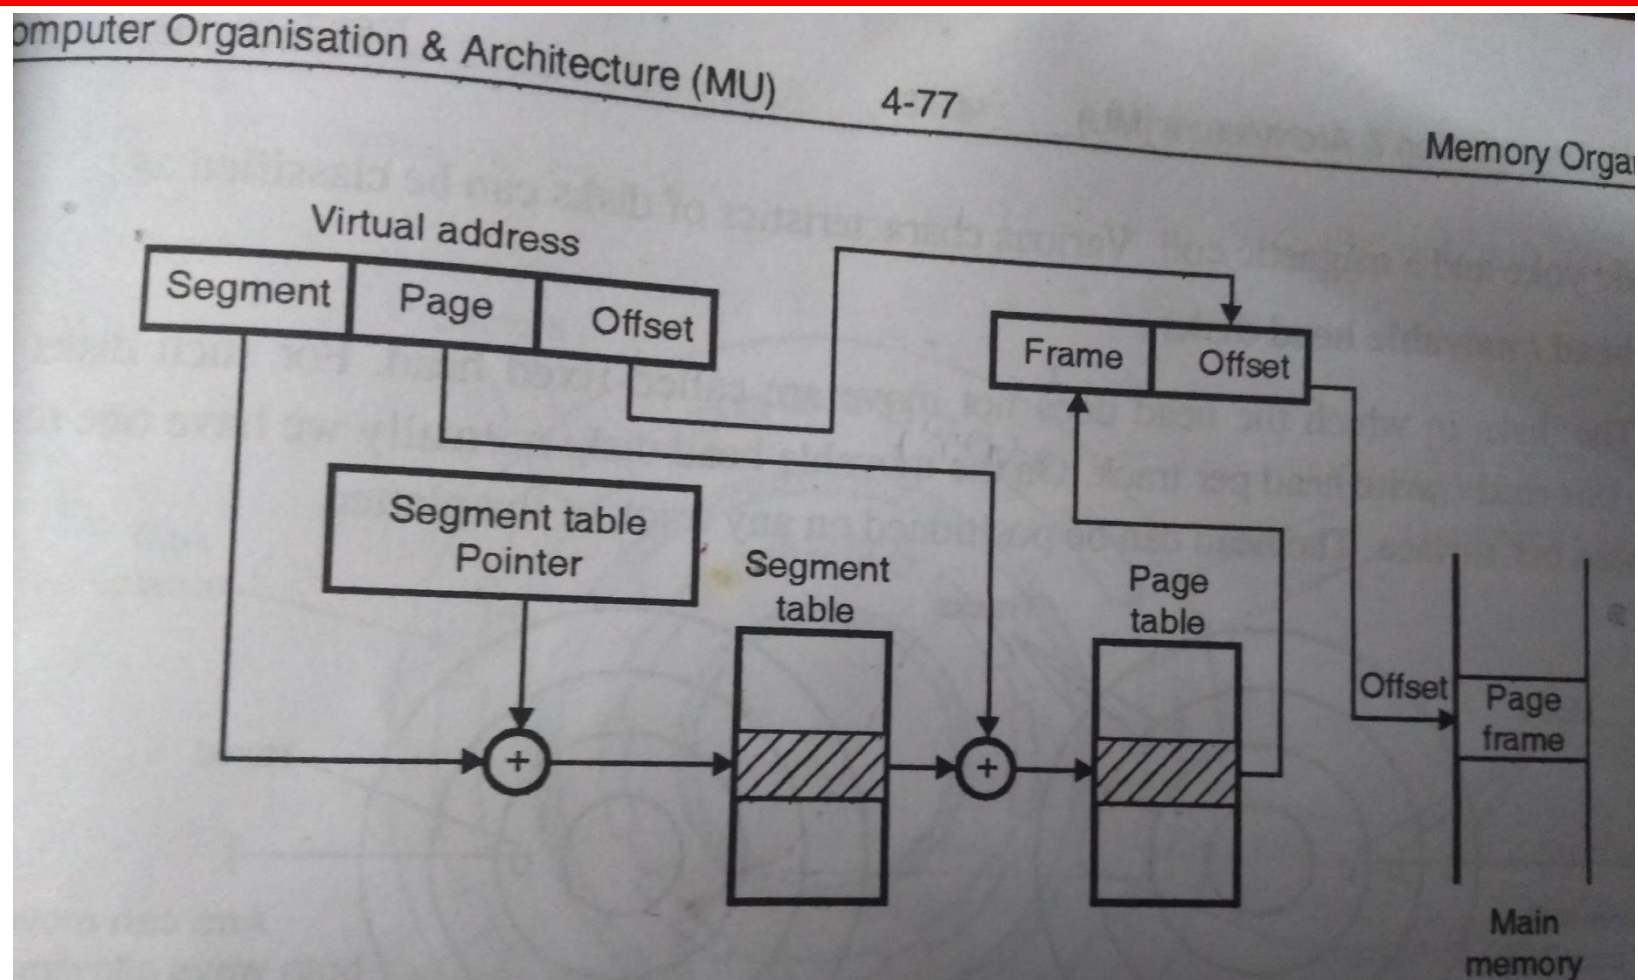 Computer Organisation & Architecture (MU)
4-77
Memory Orga
Virtual address
Segment Page Offset
Frame Offset
Segment table
Pointer
Segment
table
Page
table
+
+
Offset
Page
frame
Main
memory